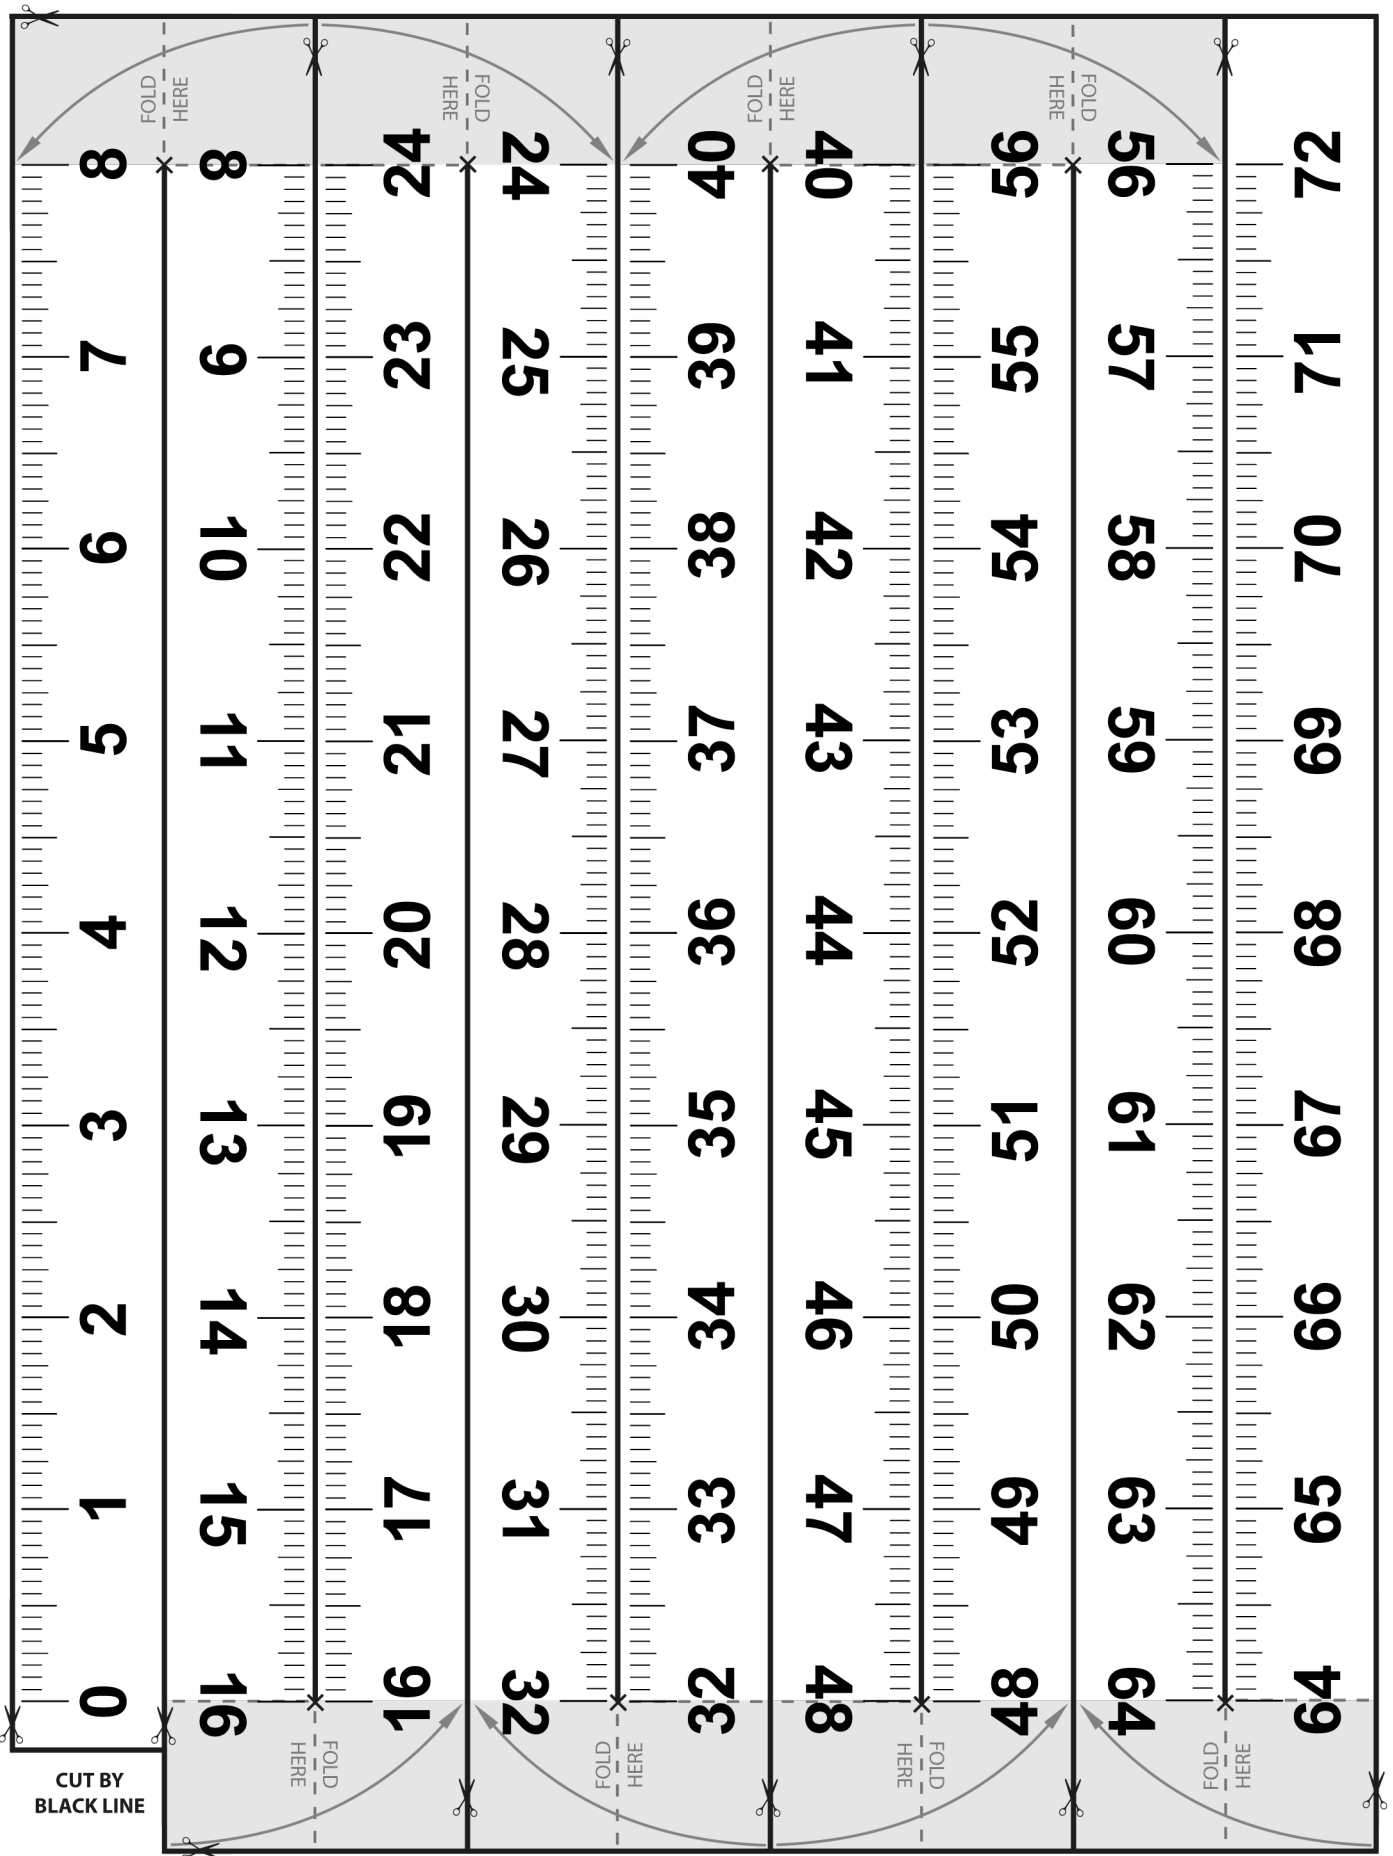 FOLD
HERE
FOLD
HERE
FOLD
HERE
FOLD
HERE
8 8 24 24 40 40 56 56 72
7 9 23 25 39 41 55 57 71
6 10 22 26 38 42 54 58 70
5 11 21 27 37 43 53 59 69
4 12 20 28 36 44 52 60 68
3 13 19 29 35 45 51 61 67
2 14 18 30 34 46 50 62 66
1 15 17 31 33 47 49 63 65
0 16 16 32 32 48 48 64 64
FOLD
HERE
FOLD
HERE
FOLD
HERE
FOLD
HERE
CUT BY
BLACK LINE